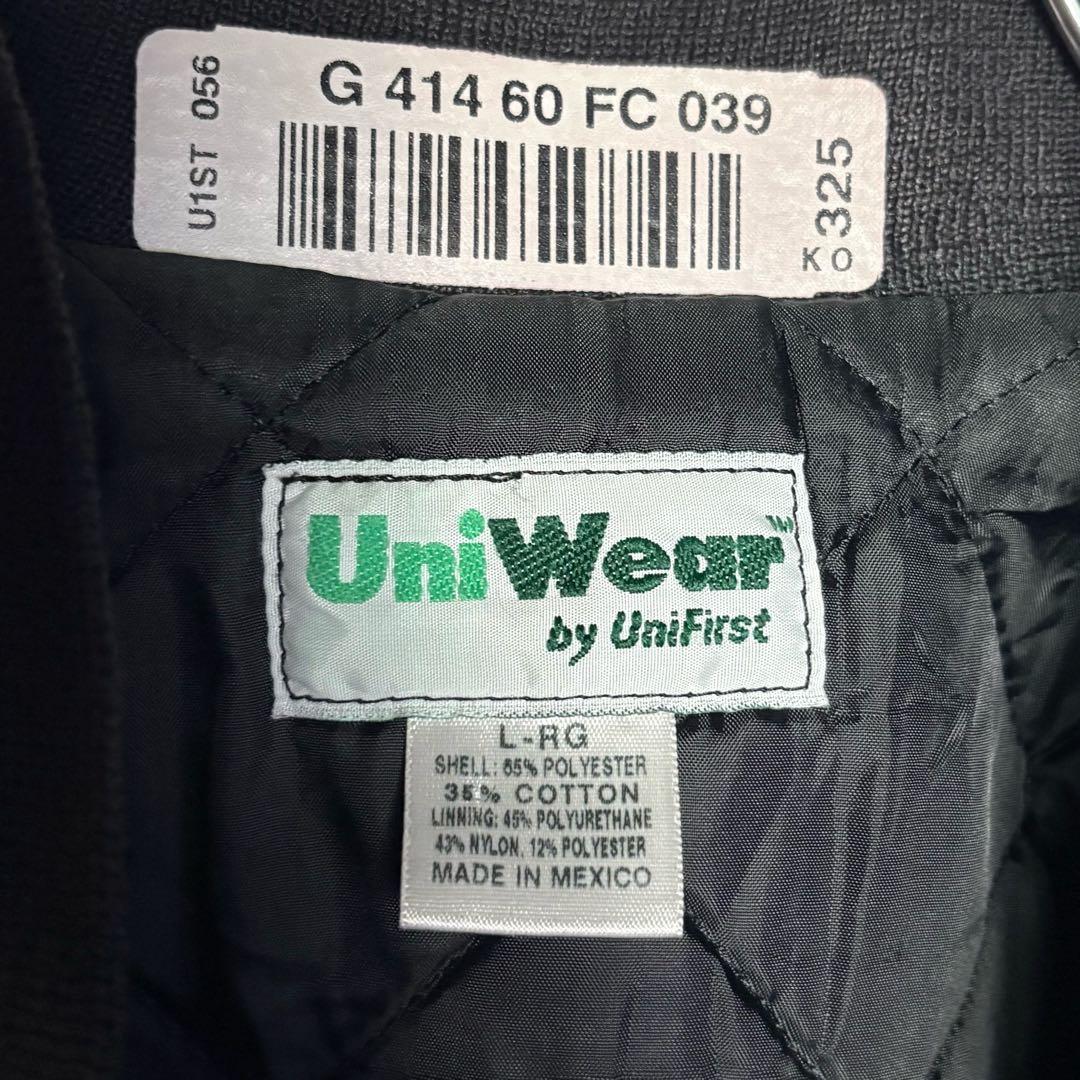 U1ST 056
G 414 60 FC 039
325
KO
UniWear™
by UniFirst
L-RG
SHELL: 65% POLYESTER
35% COTTON
LINNING: 45% POLYURETHANE
43% NYLON, 12% POLYESTER
MADE IN MEXICO